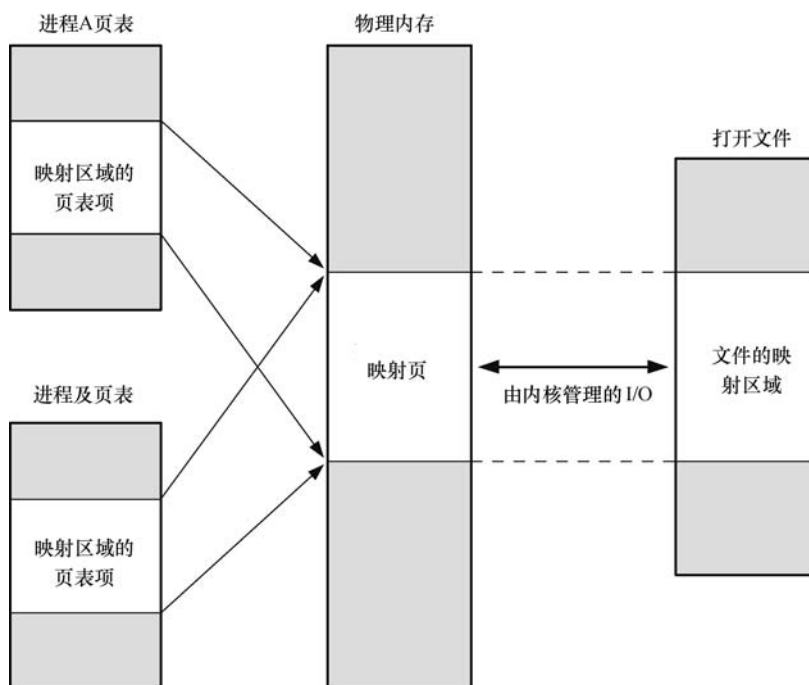 进程A页表
物理内存
打开文件
映射区域的
页表项
映射页
由内核管理的 I/O
文件的映
射区域
进程及页表
映射区域的
页表项